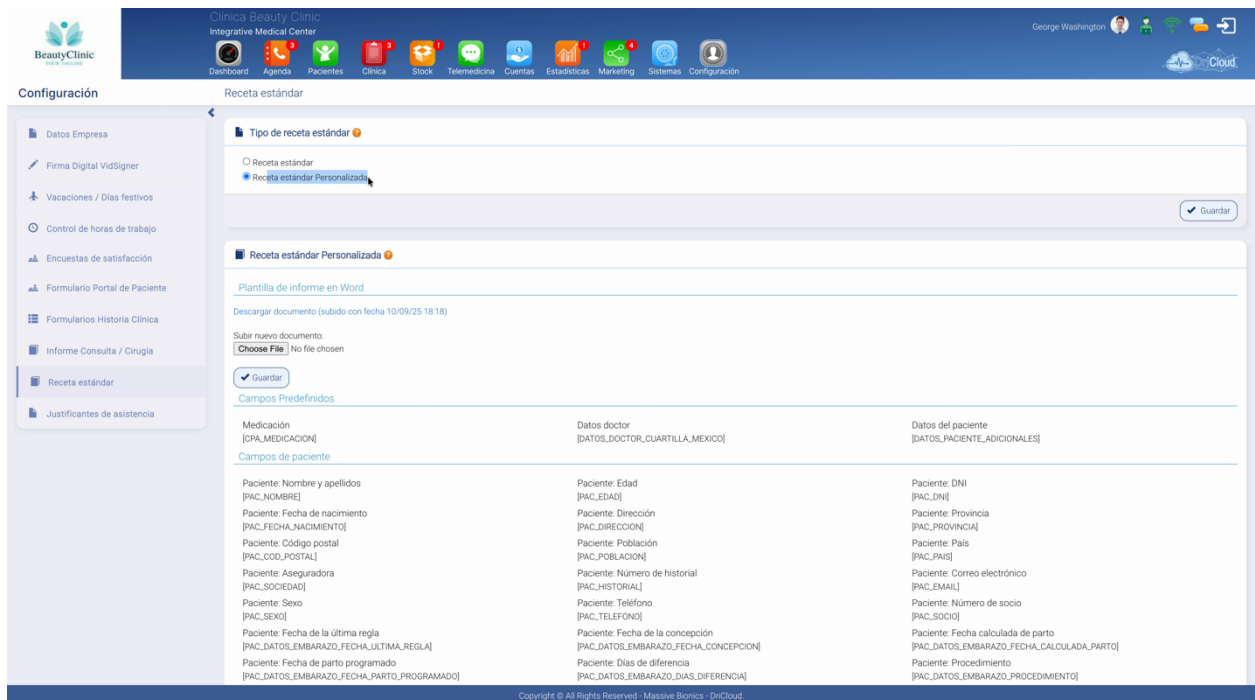 Clínica Beauty Clinic
Integrative Medical Center
George Washington
BeautyClinic
YOUR TAGLINE
3
3
1
1
4
Dashboard Agenda Pacientes Clínica Stock Telemedicina Cuentas Estadísticas Marketing Sistemas Configuración
DriCloud
Configuración
Receta estándar
Datos Empresa
Firma Digital VidSigner
Vacaciones / Días festivos
Control de horas de trabajo
Encuestas de satisfacción
Formulario Portal de Paciente
Formularios Historia Clínica
Informe Consulta / Cirugía
Receta estándar
Justificantes de asistencia
Tipo de receta estándar ?
Receta estándar
Receta estándar Personalizada
Guardar
Receta estándar Personalizada ?
Plantilla de informe en Word
Descargar documento (subido con fecha 10/09/25 18:18)
Subir nuevo documento:
Choose File No file chosen
Guardar
Campos Predefinidos
Medicación Datos doctor Datos del paciente
[CPA_MEDICACION] [DATOS_DOCTOR_CUARTILLA_MEXICO] [DATOS_PACIENTE_ADICIONALES]
Campos de paciente
Paciente: Nombre y apellidos Paciente: Edad Paciente: DNI
[PAC_NOMBRE] [PAC_EDAD] [PAC_DNI]
Paciente: Fecha de nacimiento Paciente: Dirección Paciente: Provincia
[PAC_FECHA_NACIMIENTO] [PAC_DIRECCION] [PAC_PROVINCIA]
Paciente: Código postal Paciente: Población Paciente: País
[PAC_COD_POSTAL] [PAC_POBLACION] [PAC_PAIS]
Paciente: Aseguradora Paciente: Número de historial Paciente: Correo electrónico
[PAC_SOCIEDAD] [PAC_HISTORIAL] [PAC_EMAIL]
Paciente: Sexo Paciente: Teléfono Paciente: Número de socio
[PAC_SEXO] [PAC_TELEFONO] [PAC_SOCIO]
Paciente: Fecha de la última regla Paciente: Fecha de la concepción Paciente: Fecha calculada de parto
[PAC_DATOS_EMBARAZO_FECHA_ULTIMA_REGLA] [PAC_DATOS_EMBARAZO_FECHA_CONCEPCION] [PAC_DATOS_EMBARAZO_FECHA_CALCULADA_PARTO]
Paciente: Fecha de parto programado Paciente: Días de diferencia Paciente: Procedimiento
[PAC_DATOS_EMBARAZO_FECHA_PARTO_PROGRAMADO] [PAC_DATOS_EMBARAZO_DIAS_DIFERENCIA] [PAC_DATOS_EMBARAZO_PROCEDIMIENTO]
Copyright © All Rights Reserved - Massive Bionics - DriCloud.